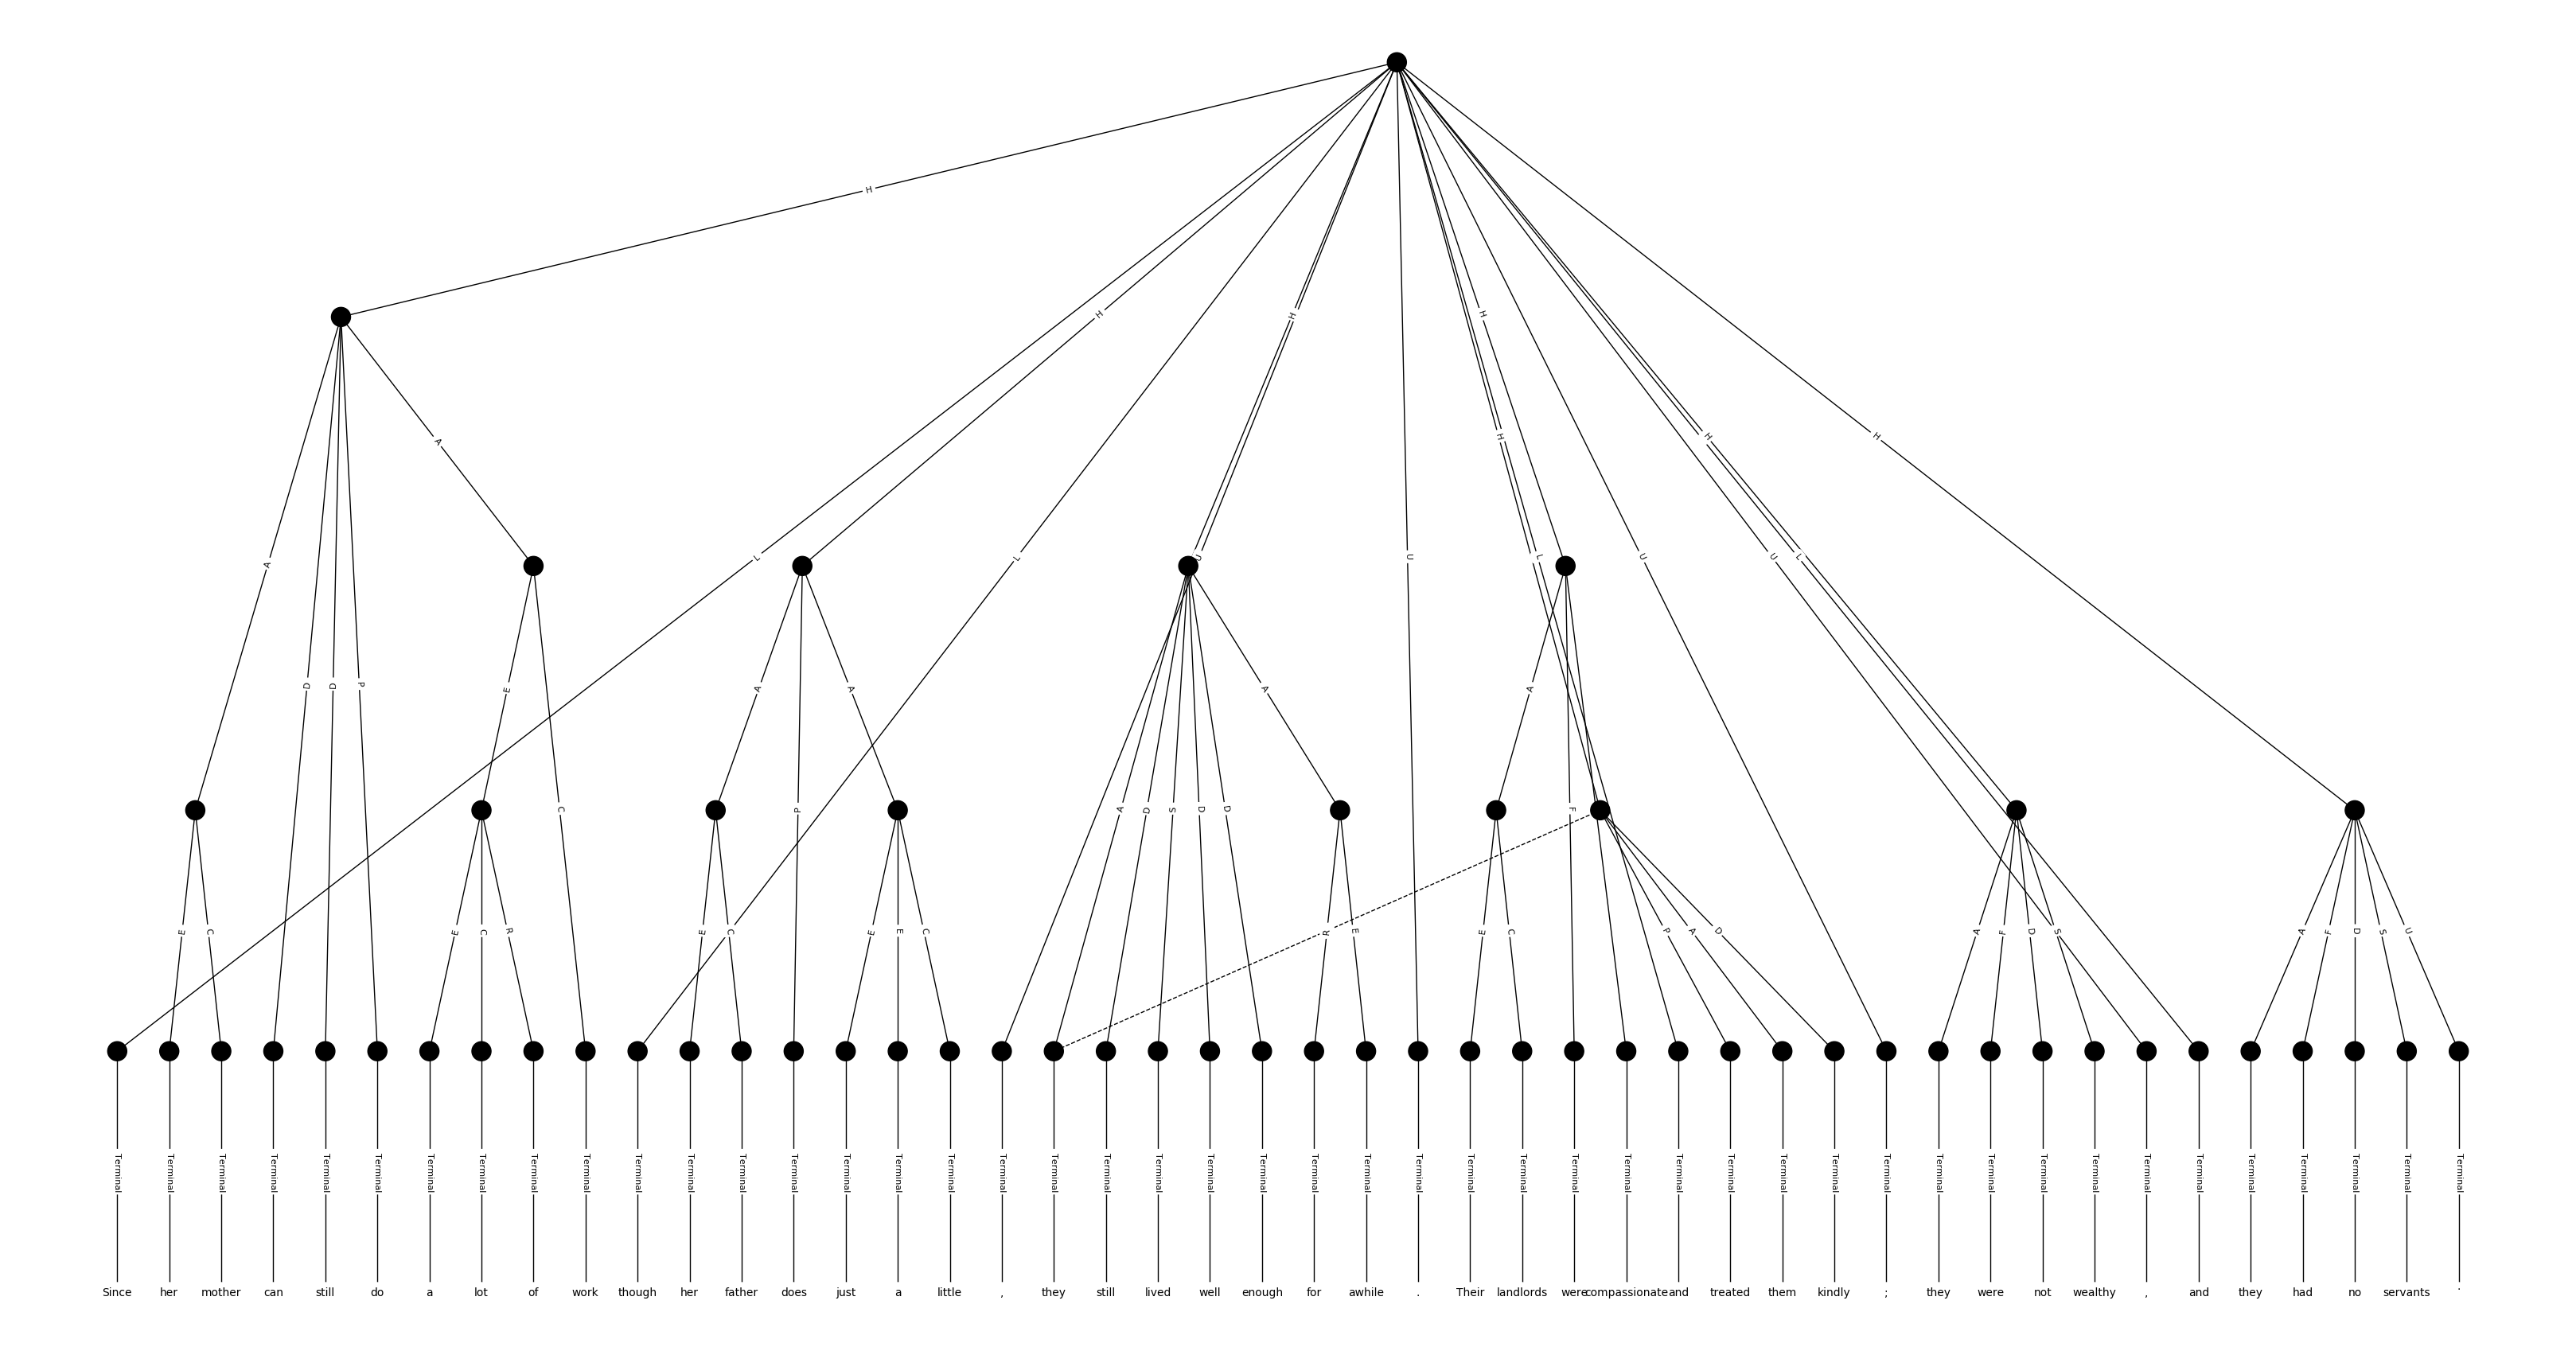 H
H H H
H H H
A
L L U U L A U U L
A D D P E A A A A
C P A D S D D F
E C E C R E C E E C R E E C P A D A F D S A F D S U
Terminal Terminal Terminal Terminal Terminal Terminal Terminal Terminal Terminal Terminal Terminal Terminal Terminal Terminal Terminal Terminal Terminal Terminal Terminal Terminal Terminal Terminal Terminal Terminal Terminal Terminal Terminal Terminal Terminal Terminal Terminal Terminal Terminal Terminal Terminal Terminal Terminal Terminal Terminal Terminal Terminal Terminal Terminal Terminal Terminal Terminal
Since her mother can still do a lot of work though her father does just a little , they still lived well enough for awhile . Their landlords were compassionate and treated them kindly ; they were not wealthy , and they had no servants .